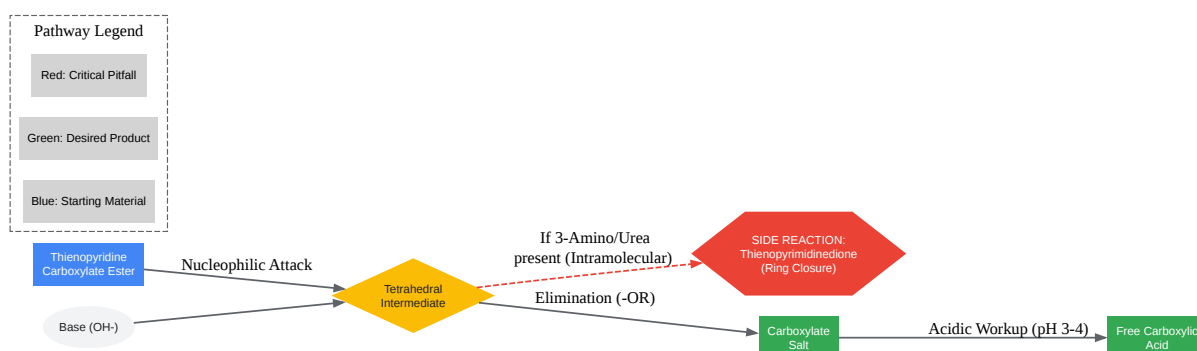 Pathway Legend
Red: Critical Pitfall
Green: Desired Product
Blue: Starting Material
Thienopyridine
Carboxylate Ester
Nucleophilic Attack
Base (OH-)
Tetrahedral
Intermediate
If 3-Amino/Urea
present (Intramolecular)
SIDE REACTION:
Thienopyrimidinedione
(Ring Closure)
Elimination (-OR)
Carboxylate
Salt
Acidic Workup (pH 3-4)
Free Carboxylic
Acid